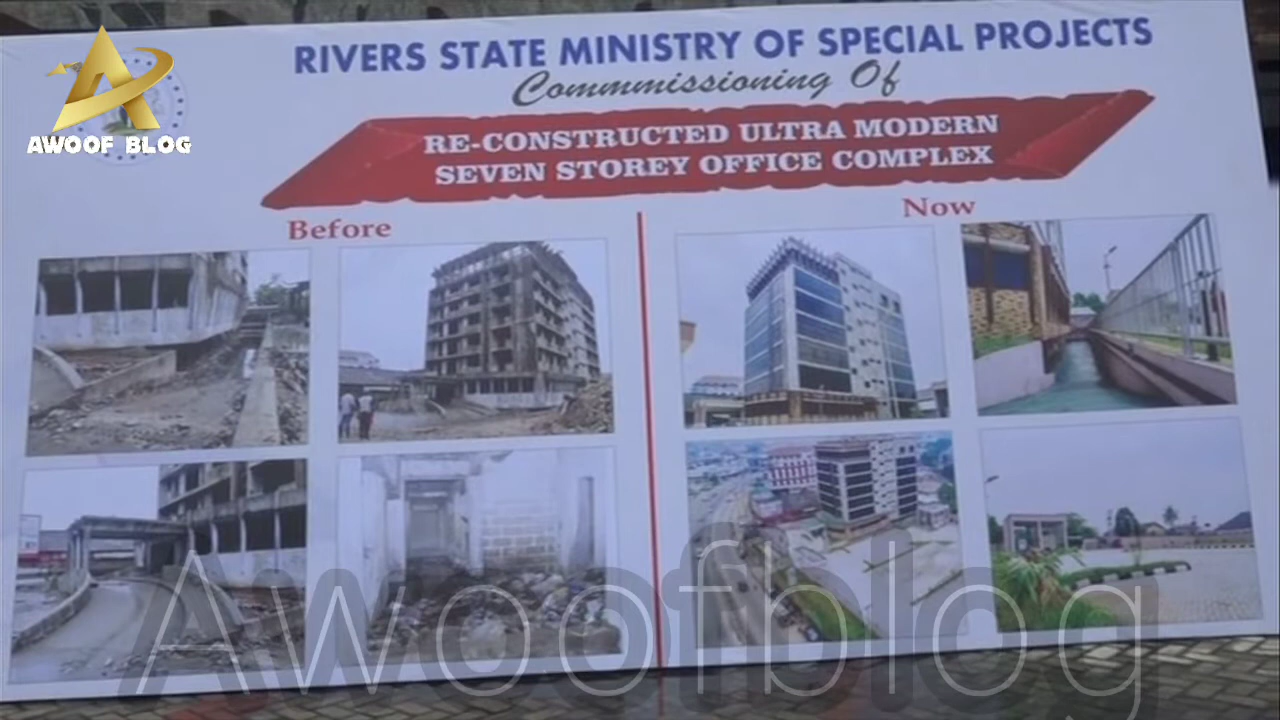 RIVERS STATE MINISTRY OF SPECIAL PROJECTS
Commmissioning Of
RE-CONSTRUCTED ULTRA MODERN
SEVEN STOREY OFFICE COMPLEX
Before
Now
AWOOF BLOG
Awoofblog